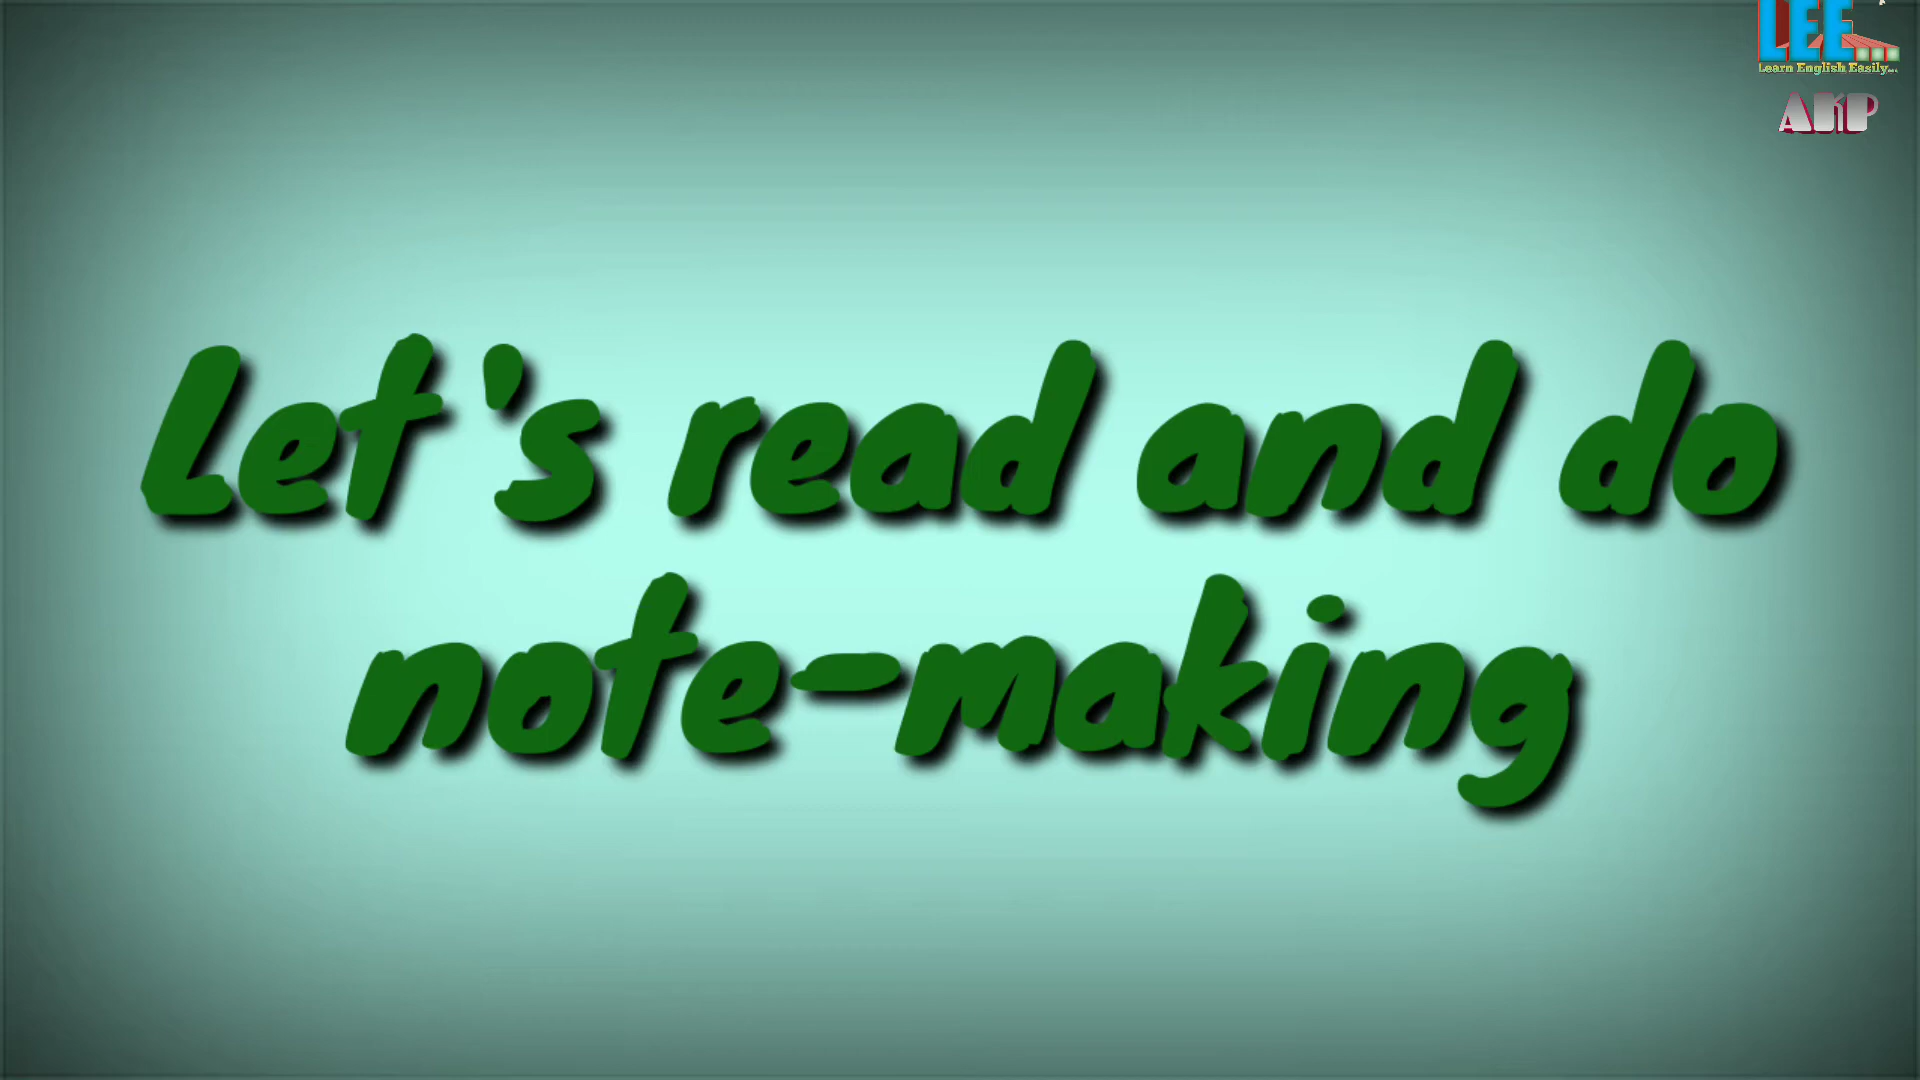 LEE...
Learn English Easily...
AKP
Let's read and do
note-making